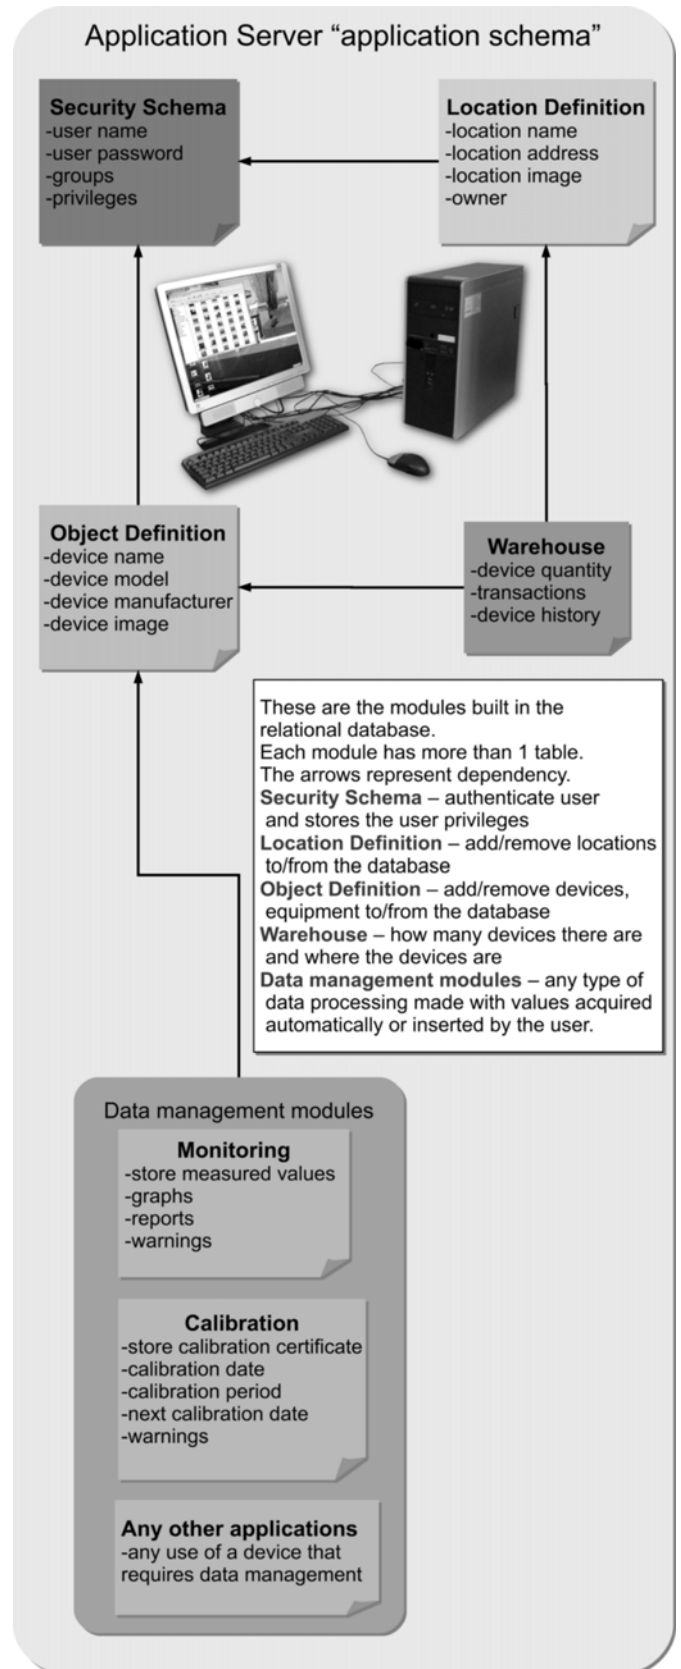 Application Server “application schema”
Security Schema
-user name
-user password
-groups
-privileges
Location Definition
-location name
-location address
-location image
-owner
Object Definition
-device name
-device model
-device manufacturer
-device image
Warehouse
-device quantity
-transactions
-device history
These are the modules built in the
relational database.
Each module has more than 1 table.
The arrows represent dependency.
Security Schema – authenticate user
and stores the user privileges
Location Definition – add/remove locations
to/from the database
Object Definition – add/remove devices,
equipment to/from the database
Warehouse – how many devices there are
and where the devices are
Data management modules – any type of
data processing made with values acquired
automatically or inserted by the user.
Data management modules
Monitoring
-store measured values
-graphs
-reports
-warnings
Calibration
-store calibration certificate
-calibration date
-calibration period
-next calibration date
-warnings
Any other applications
-any use of a device that
requires data management